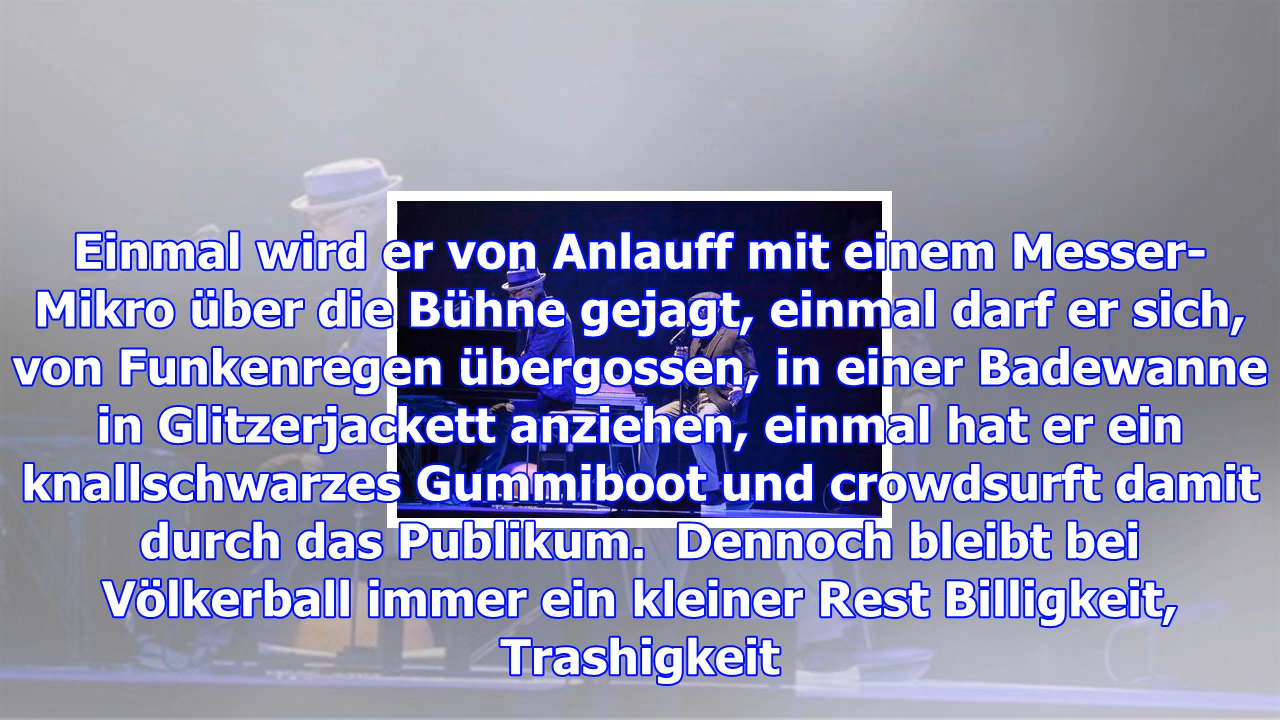 Einmal wird er von Anlauff mit einem Messer-
Mikro über die Bühne gejagt, einmal darf er sich,
von Funkenregen übergossen, in einer Badewanne
in Glitzerjackett anziehen, einmal hat er ein
knallschwarzes Gummiboot und crowdsurft damit
durch das Publikum.  Dennoch bleibt bei
Völkerball immer ein kleiner Rest Billigkeit,
Trashigkeit